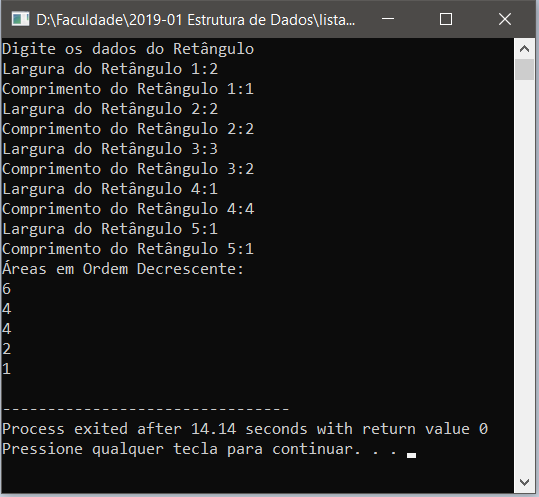 D:\Faculdade\2019-01 Estrutura de Dados\lista...
Digite os dados do Retângulo
Largura do Retângulo 1:2
Comprimento do Retângulo 1:1
Largura do Retângulo 2:2
Comprimento do Retângulo 2:2
Largura do Retângulo 3:3
Comprimento do Retângulo 3:2
Largura do Retângulo 4:1
Comprimento do Retângulo 4:4
Largura do Retângulo 5:1
Comprimento do Retângulo 5:1
Áreas em Ordem Decrescente:
6
4
4
2
1
--------------------------------
Process exited after 14.14 seconds with return value 0
Pressione qualquer tecla para continuar. . .